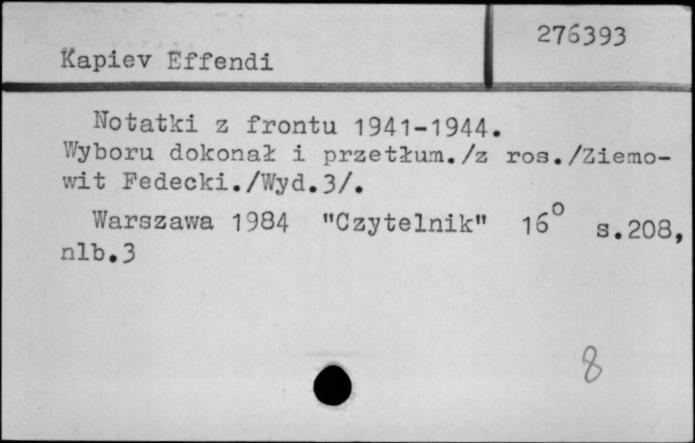 276393
Kapiev Effendi
Notatki z frontu 1941-1944.
Wyboru dokonał i przetłum./z ros./Ziemo-
wit Fedecki./Wyd.3/.
Warszawa 1984 "Czytelnik" 16° s.208,
nlb.3
8